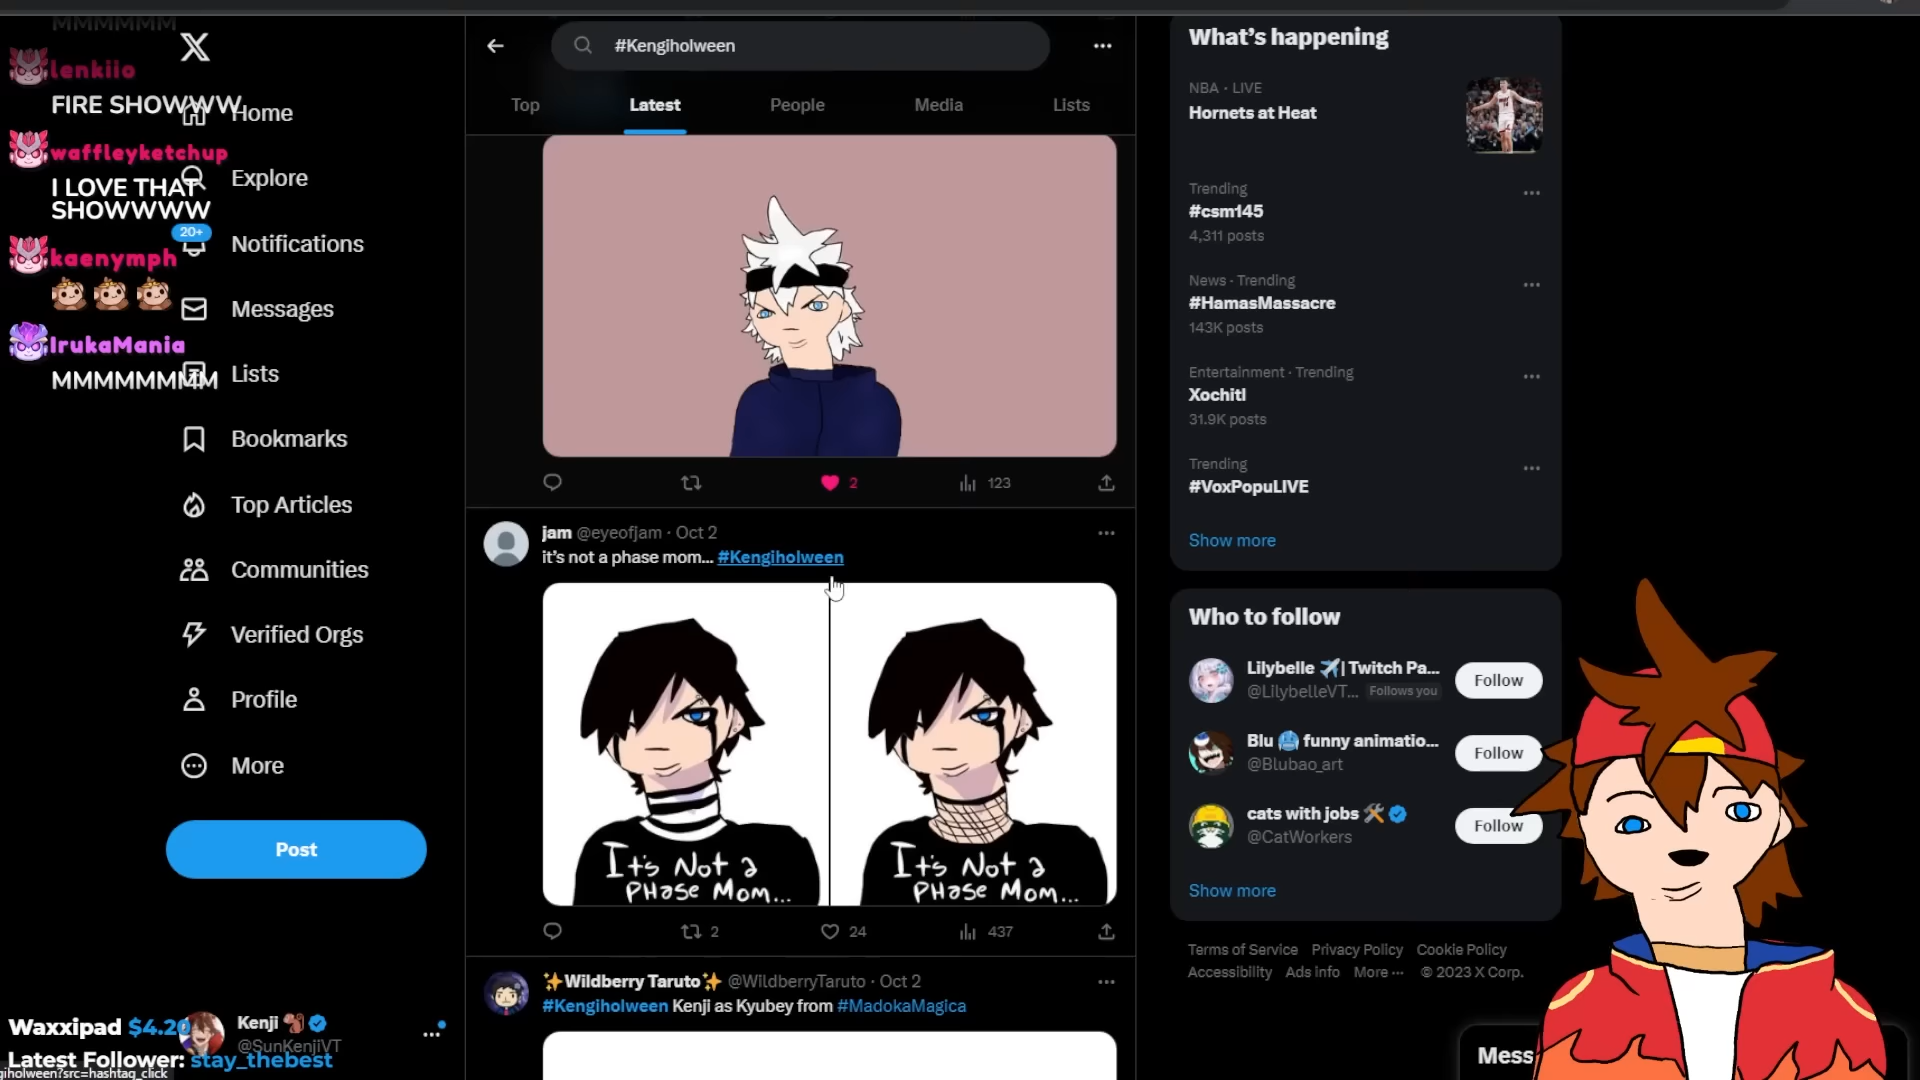 MMMMMM
lenkiio
FIRE SHOWWW
waffleyketchup
I LOVE THAT
SHOWWWW
kaenymph
IrukaMania
MMMMMMMM
Home
Explore
20+
Notifications
Messages
Lists
Bookmarks
Top Articles
Communities
Verified Orgs
Profile
More
Post
Waxxipad $4.20
Kenji
@SunKenjiVT
Latest Follower: stay_thebest
giholween?src=hashtag_click
#Kengiholween
Top
Latest
People
Media
Lists
2
123
jam @eyeofjam · Oct 2
it's not a phase mom... #Kengiholween
It's Not a
PHase Mom...
It's Not a
PHase Mom...
2
24
437
✨Wildberry Taruto✨ @WildberryTaruto · Oct 2
#Kengiholween Kenji as Kyubey from #MadokaMagica
What's happening
NBA · LIVE
Hornets at Heat
Trending
#csm145
4,311 posts
News · Trending
#HamasMassacre
143K posts
Entertainment · Trending
Xochitl
31.9K posts
Trending
#VoxPopuLIVE
Show more
Who to follow
Lilybelle ✈️| Twitch Pa...
@LilybelleVT... Follows you
Follow
Blu 🥶 funny animatio...
@Blubao_art
Follow
cats with jobs 🛠️
@CatWorkers
Follow
Show more
Terms of Service Privacy Policy Cookie Policy
Accessibility Ads info More ··· © 2023 X Corp.
Mess